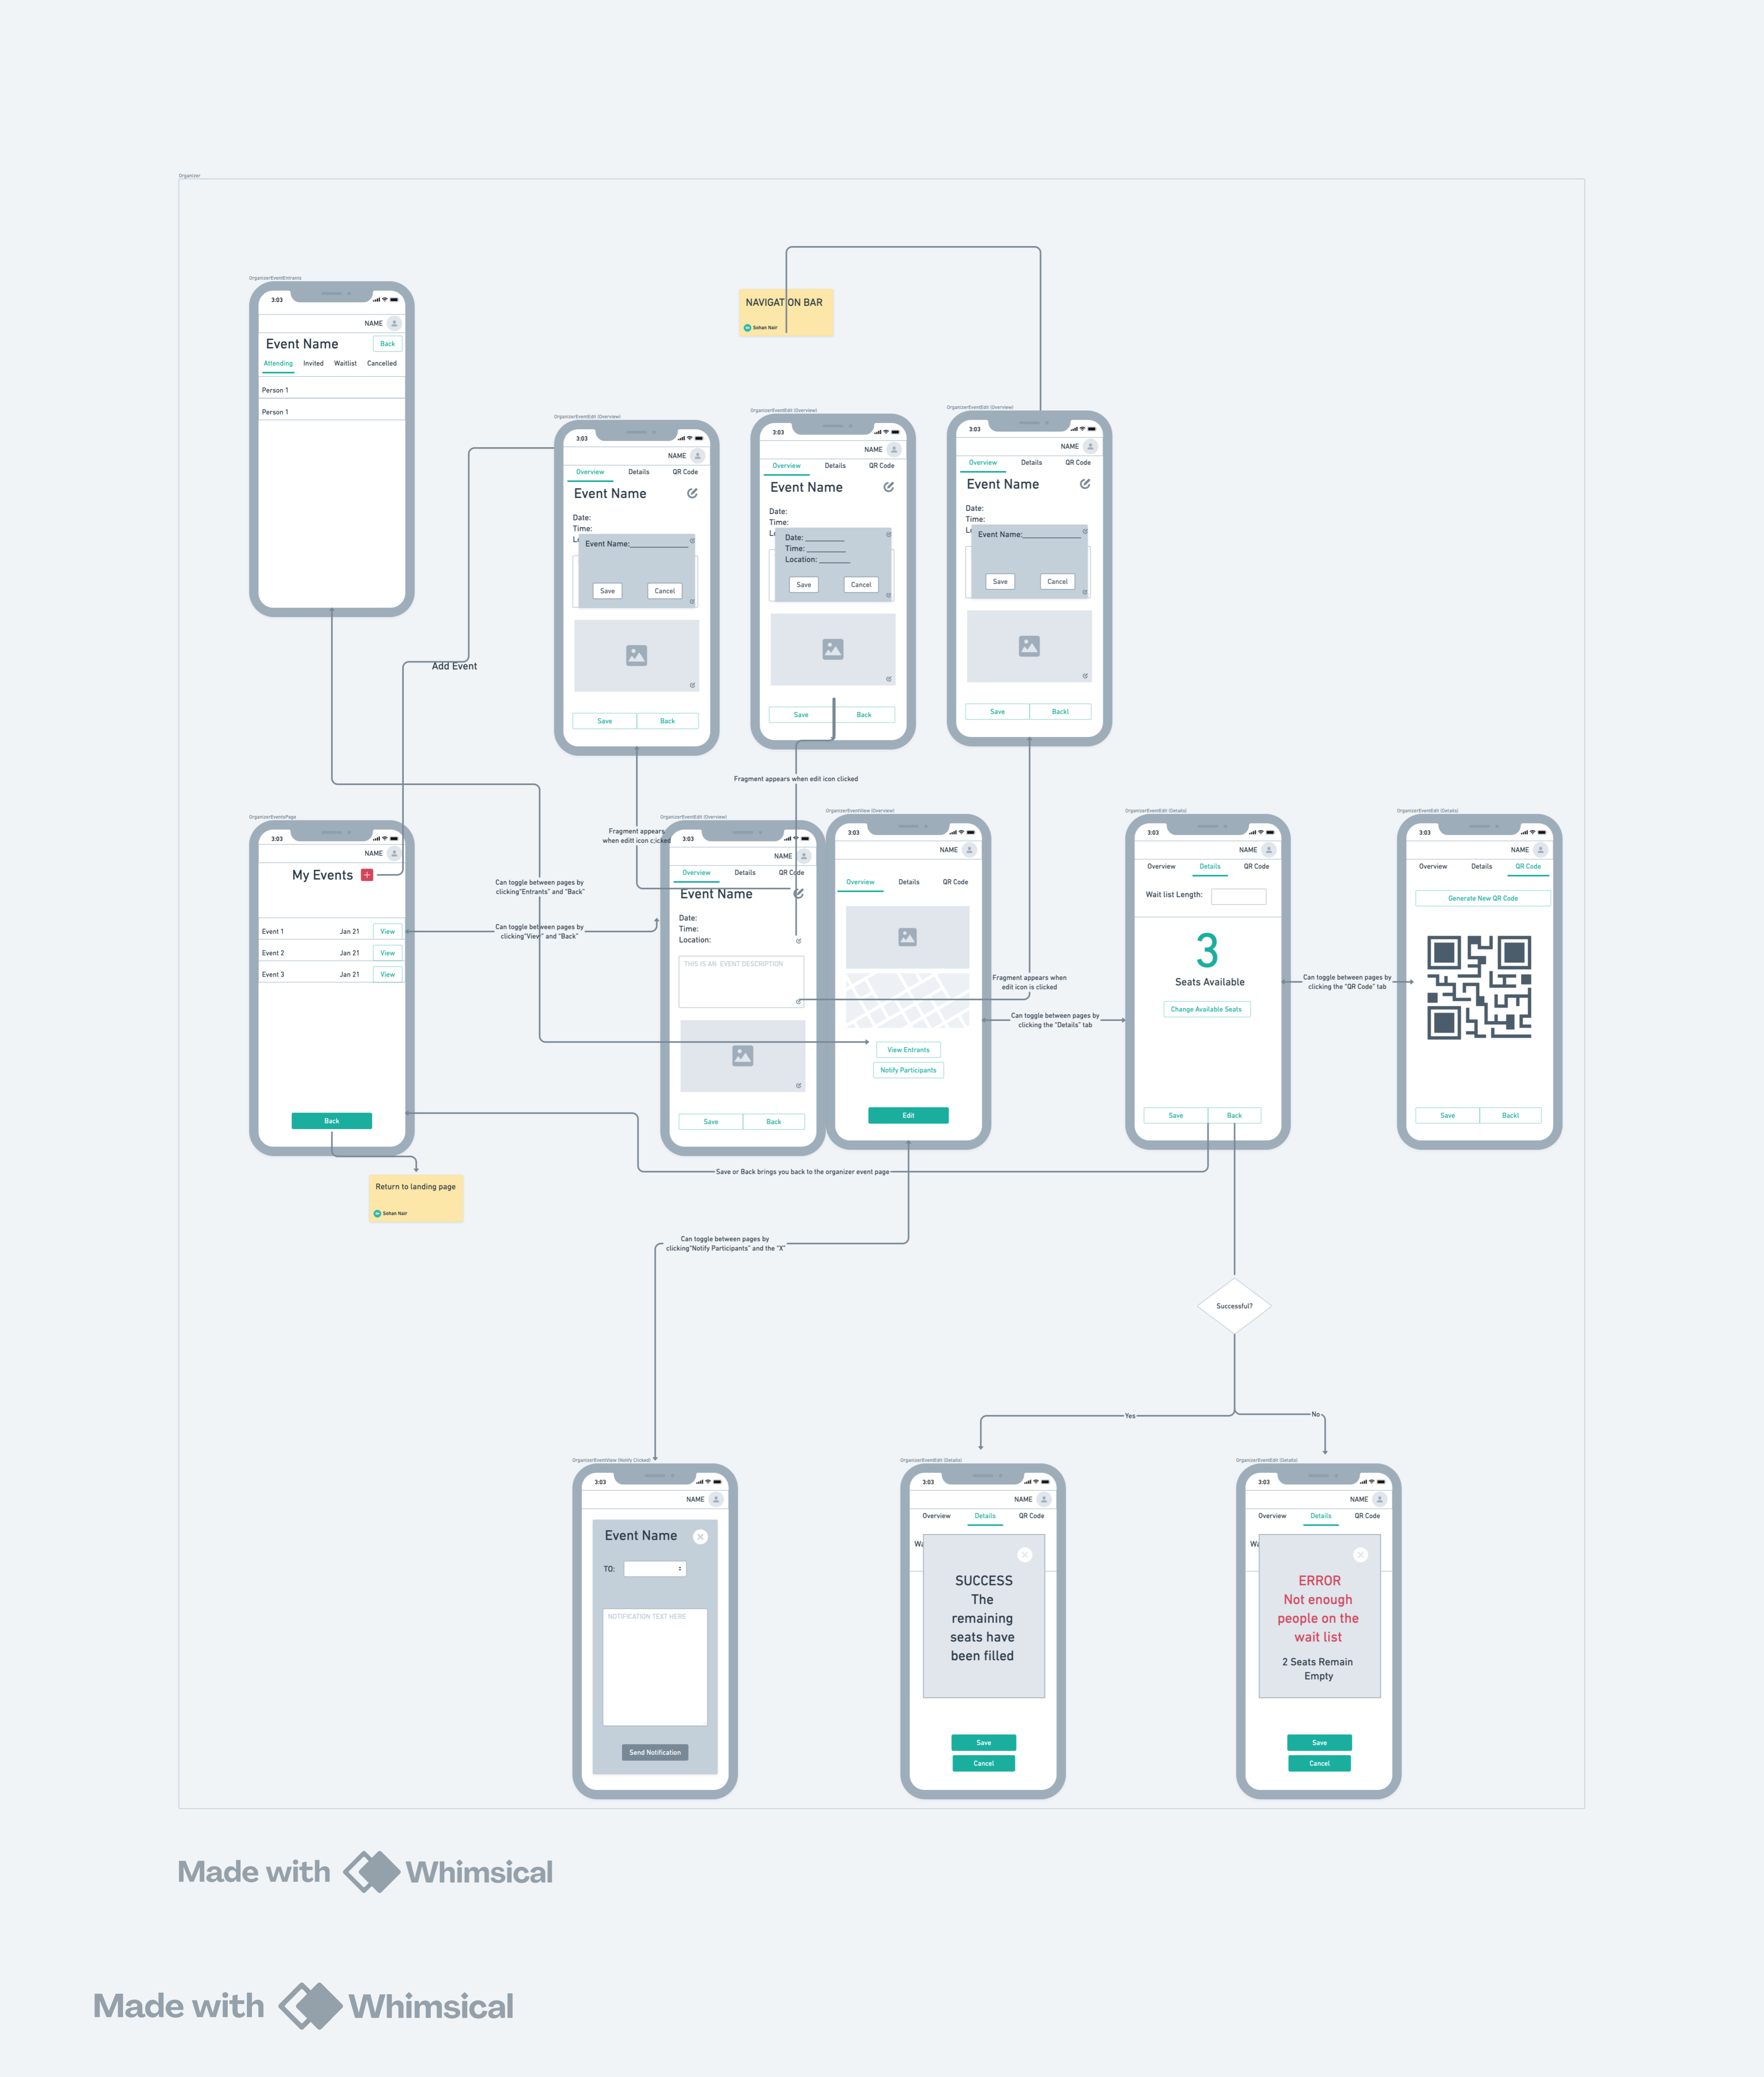 Organizer
NAVIGATION BAR
Sohan Nair
OrganizerEventEntrants
3:03
NAME
Event Name
Back
Attending Invited Waitlist Cancelled
Person 1
Person 1
Add Event
OrganizerEventEdit (Overview)
3:03
NAME
Overview Details QR Code
Event Name
Date:
Time:
Lo
Event Name:______________
Save Cancel
Save Back
OrganizerEventEdit (Overview)
3:03
NAME
Overview Details QR Code
Event Name
Date:
Time:
Lo
Date: _________
Time: _________
Location: _______
Save Cancel
Save Back
OrganizerEventEdit (Overview)
3:03
NAME
Overview Details QR Code
Event Name
Date:
Time:
Lo
Event Name:______________
Save Cancel
Save Backl
Fragment appears when edit icon clicked
Fragment appears
when editt icon c;icked
Can toggle between pages by
clicking"Entrants" and "Back"
Can toggle between pages by
clicking"View" and "Back"
OrganizerEventsPage
3:03
NAME
My Events
Event 1 Jan 21 View
Event 2 Jan 21 View
Event 3 Jan 21 View
Back
Return to landing page
Sohan Nair
OrganizerEventEdit (Overview)
3:03
NAME
Overview Details QR Code
Event Name
Date:
Time:
Location:
THIS IS AN EVENT DESCRIPTION
Save Back
OrganizerEventView (Overview)
3:03
NAME
Overview Details QR Code
View Entrants
Notify Participants
Edit
Fragment appears when
edit icon is clicked
Can toggle between pages by
clicking the "Details" tab
OrganizerEventEdit (Details)
3:03
NAME
Overview Details QR Code
Wait list Length:
3
Seats Available
Change Available Seats
Save Back
Can toggle between pages by
clicking the "QR Code" tab
OrganizerEventEdit (Details)
3:03
NAME
Overview Details QR Code
Generate New QR Code
Save Backl
Save or Back brings you back to the organizer event page
Can toggle between pages by
clicking"Notify Participants" and the "X"
Successful?
Yes
No
OrganizerEventView (Notify Clicked)
3:03
NAME
Event Name
TO:
NOTIFICATION TEXT HERE
Send Notification
OrganizerEventEdit (Details)
3:03
NAME
Overview Details QR Code
Wa
SUCCESS
The
remaining
seats have
been filled
Save
Cancel
OrganizerEventEdit (Details)
3:03
NAME
Overview Details QR Code
Wa
ERROR
Not enough
people on the
wait list
2 Seats Remain
Empty
Save
Cancel
Made with Whimsical
Made with Whimsical